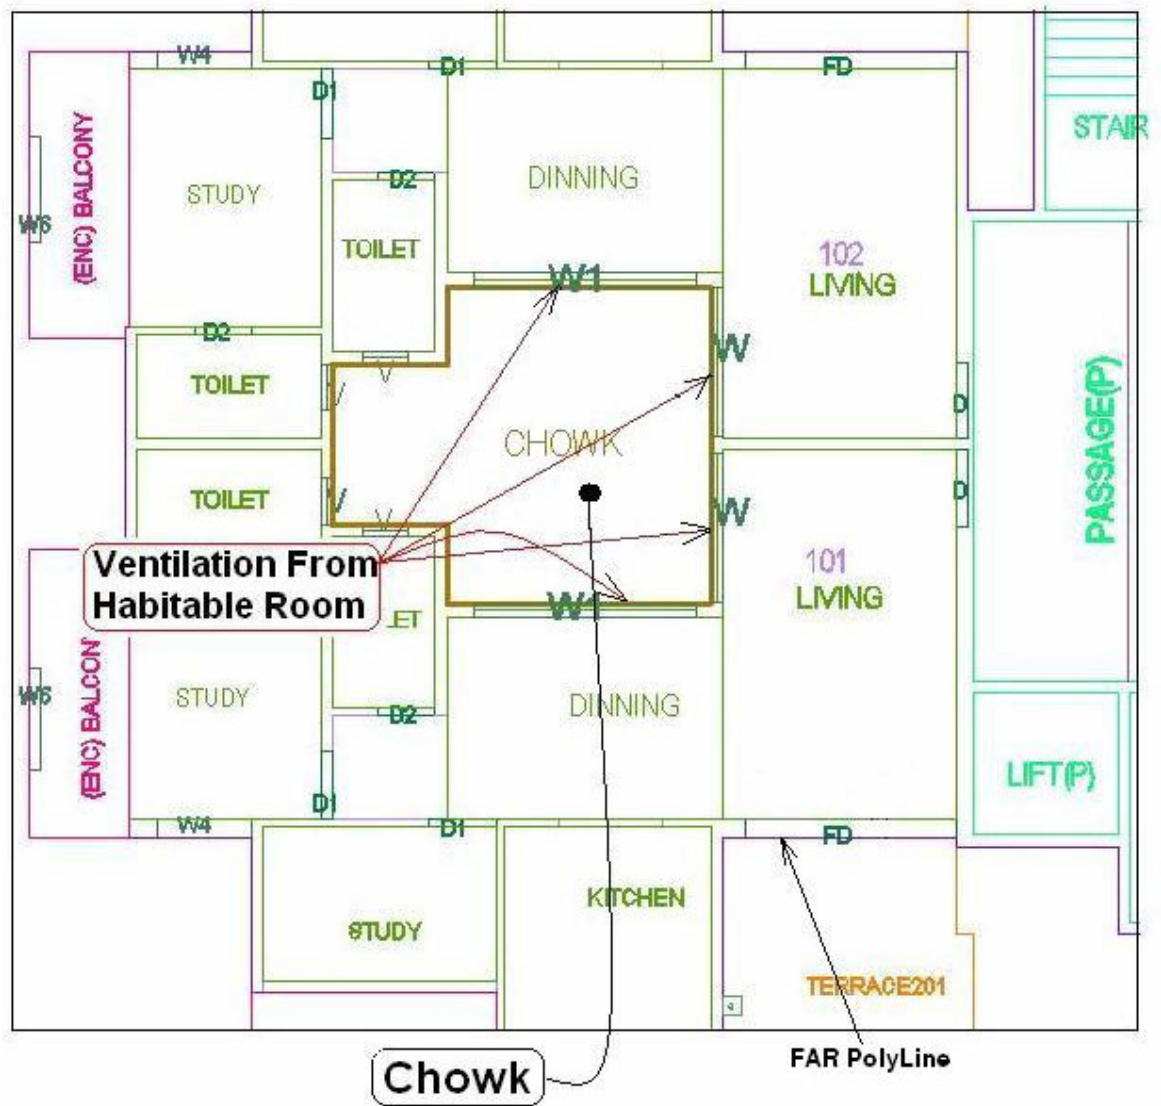 W4
D1
FD
D1
STAIR
(ENC) BALCONY
DINNING
D2
STUDY
W6
TOILET
102
LIVING
W1
D2
W
V
TOILET
V
D
PASSAGE(P)
CHOWK
TOILET
V
V
W
D
Ventilation From
Habitable Room
101
LIVING
W1
ET
(ENC) BALCON
W6
STUDY
D2
DINNING
LIFT(P)
D1
W4
D1
FD
KITCHEN
STUDY
TERRACE201
FAR PolyLine
Chowk